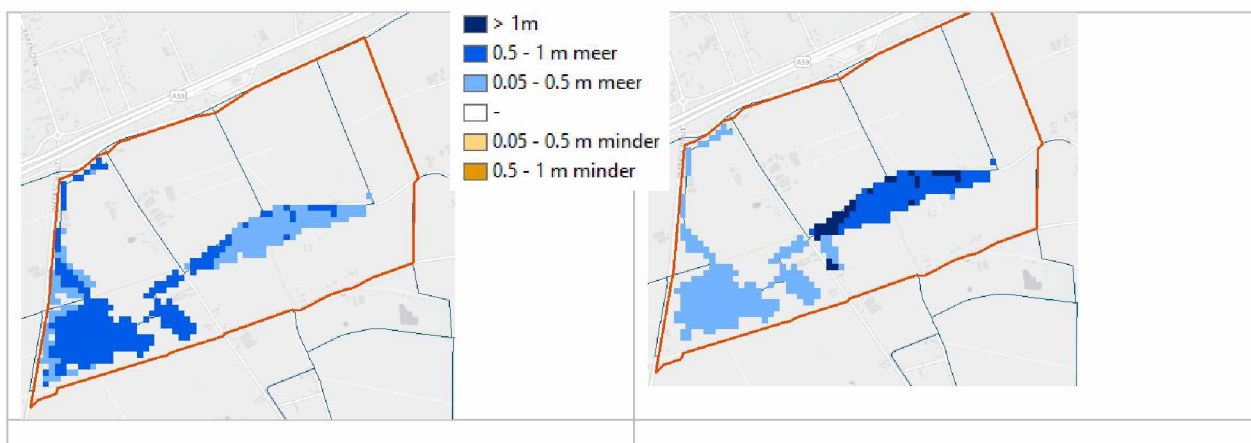 > 1m
0.5 - 1 m meer
0.05 - 0.5 m meer
-
0.05 - 0.5 m minder
0.5 - 1 m minder
A59
A59